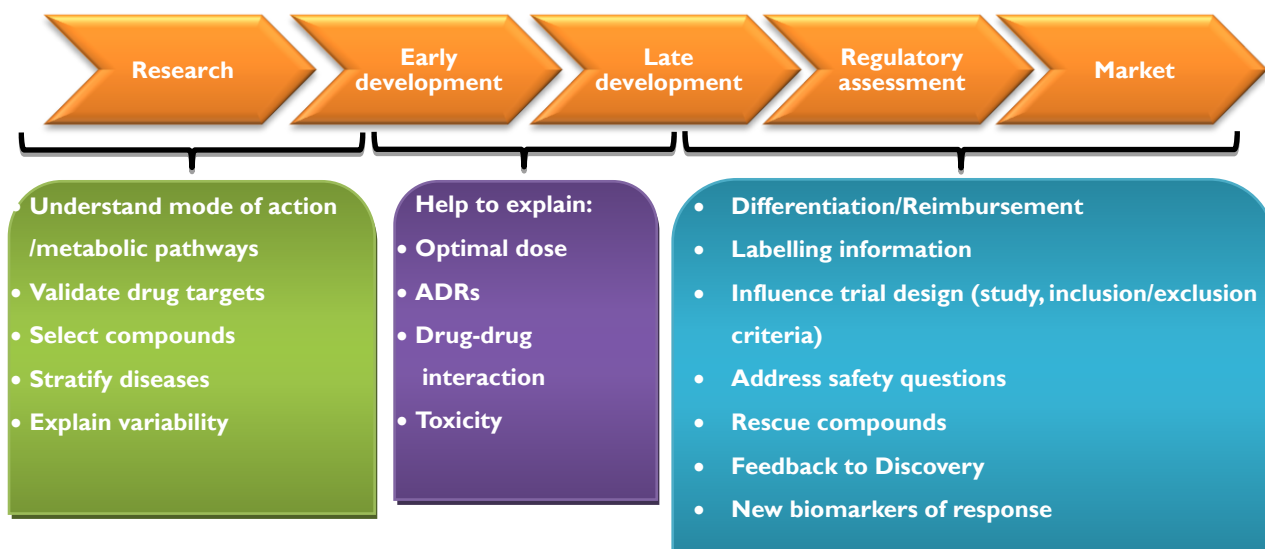 Research
Early
development
Late
development
Regulatory
assessment
Market
• Understand mode of action
/metabolic pathways
• Validate drug targets
• Select compounds
• Stratify diseases
• Explain variability
Help to explain:
• Optimal dose
• ADRs
• Drug-drug
interaction
• Toxicity
• Differentiation/Reimbursement
• Labelling information
• Influence trial design (study, inclusion/exclusion
criteria)
• Address safety questions
• Rescue compounds
• Feedback to Discovery
• New biomarkers of response